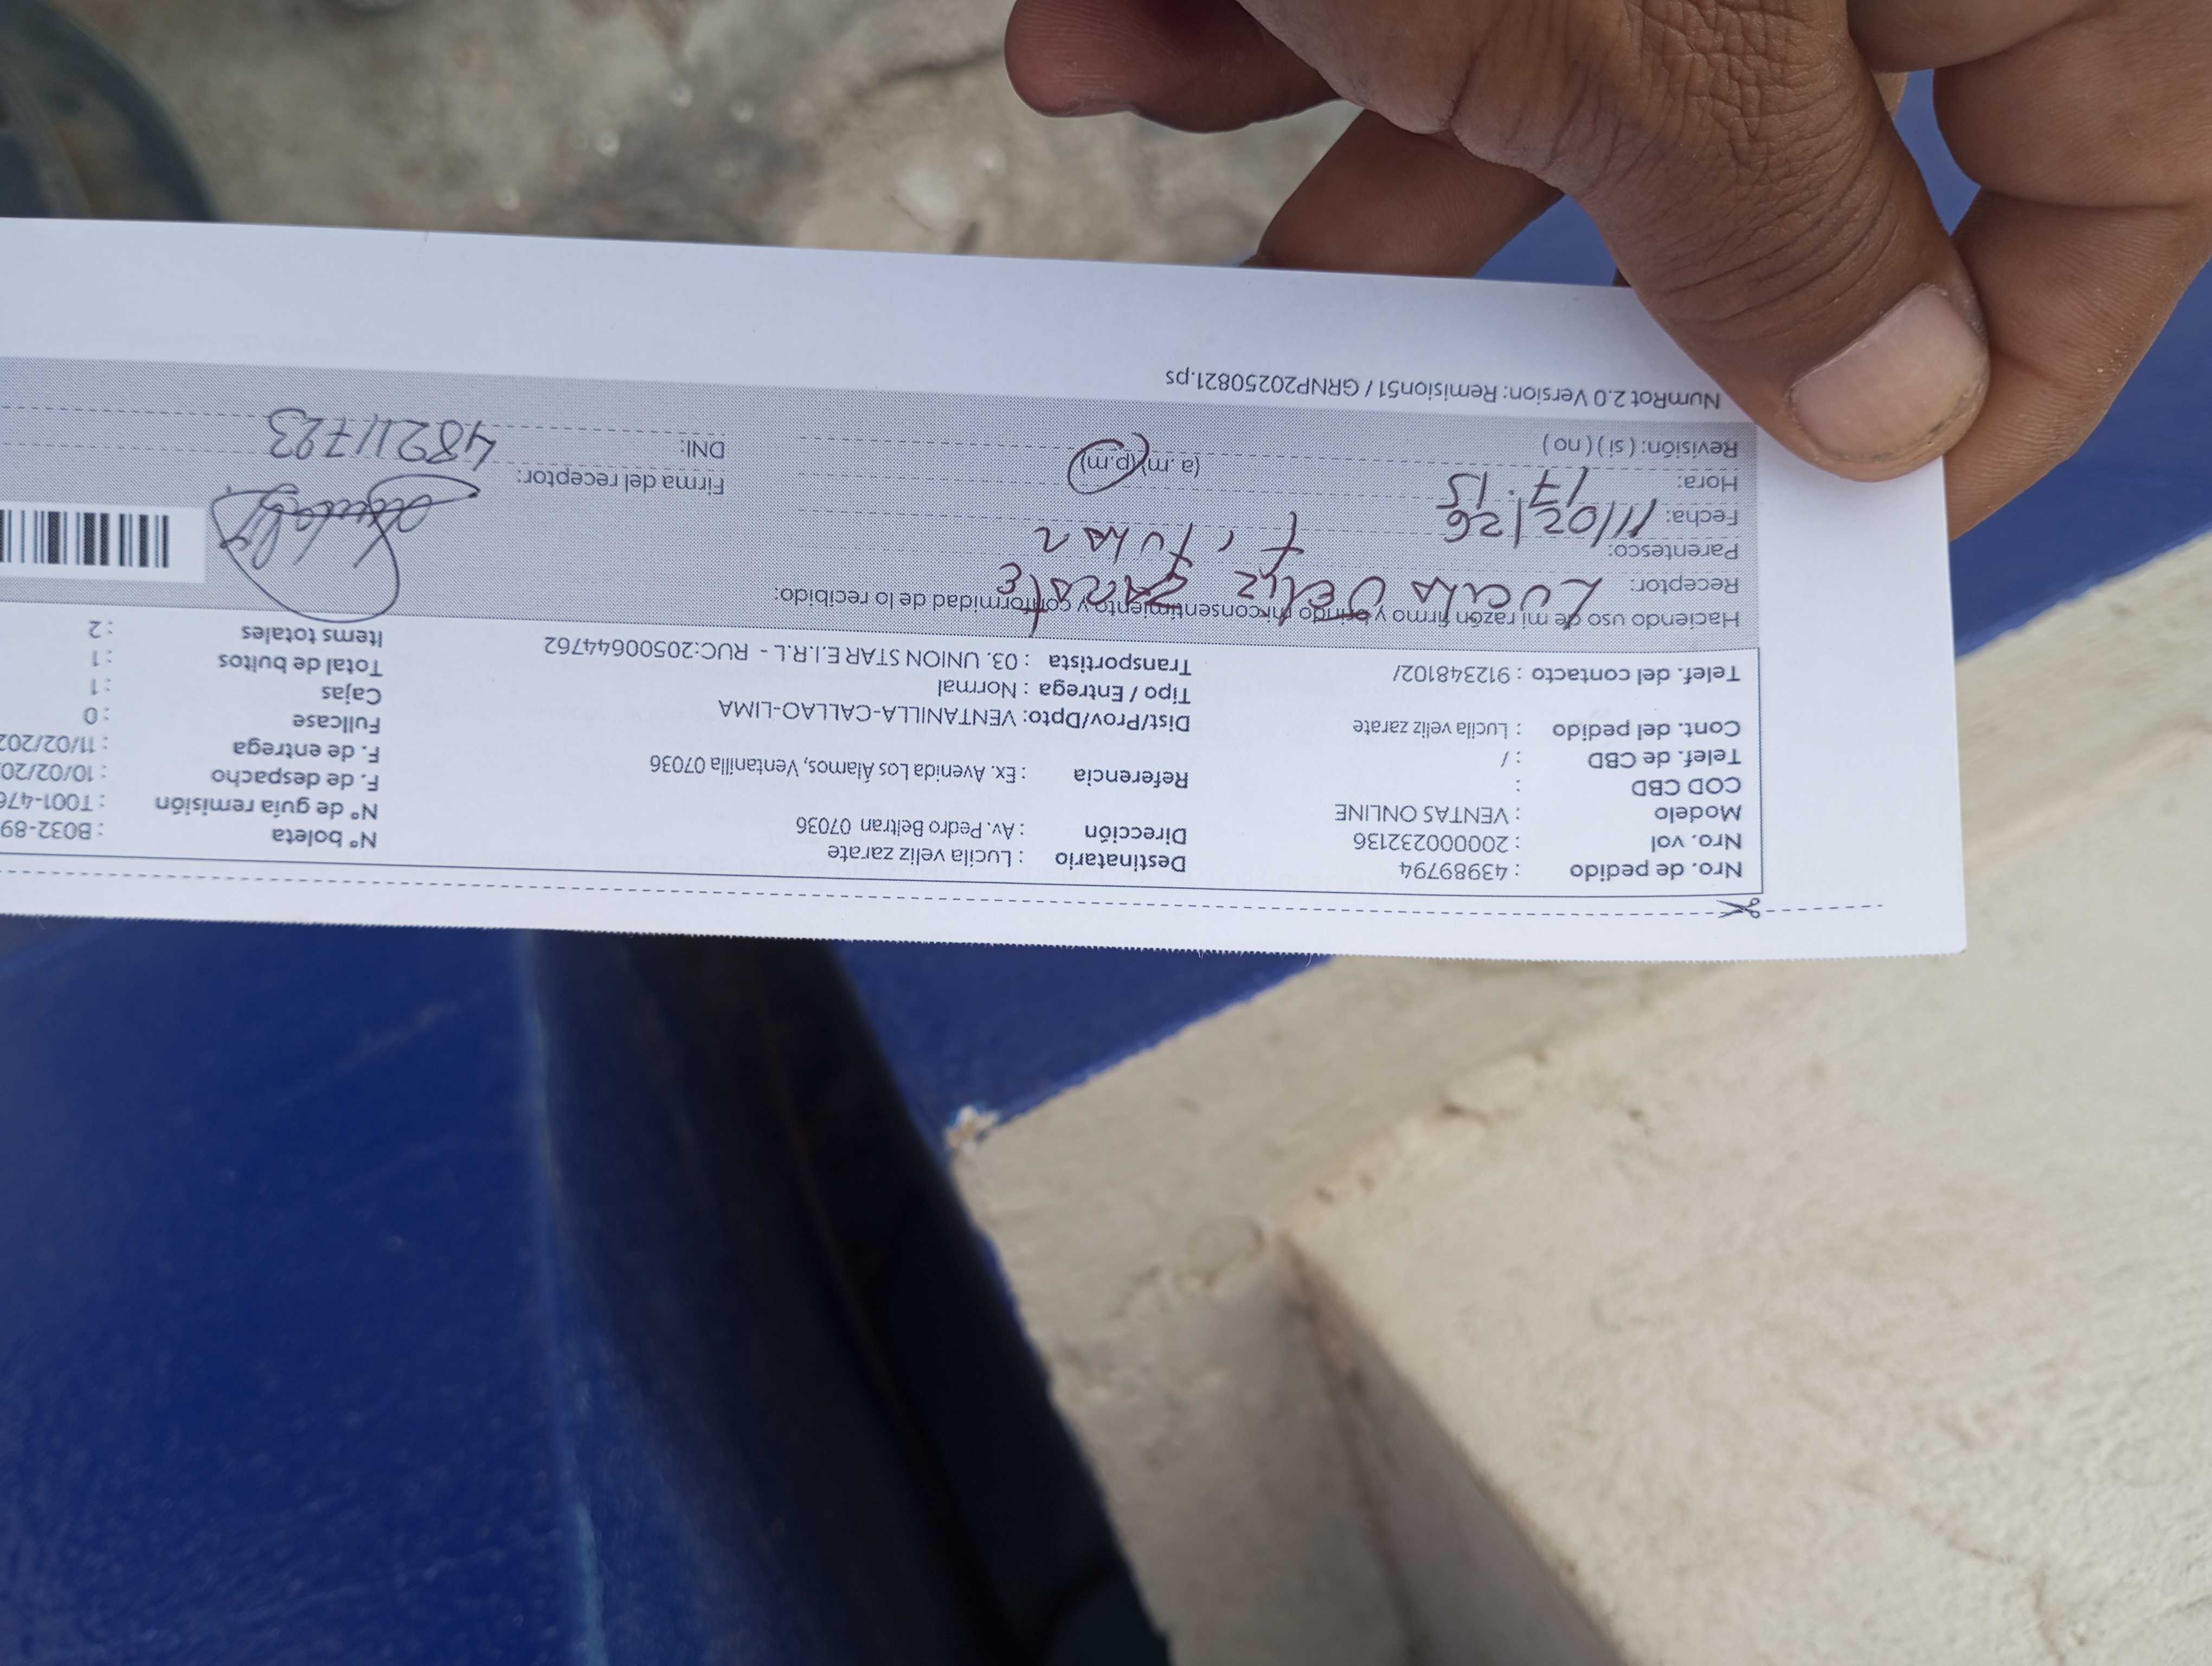 Nro. de pedido : 43989794
Nro. vol : 2000000232136
Modelo : VENTAS ONLINE
COD CBD :
Telef. de CBD : /
Cont. del pedido : Lucila veliz zarate
Telef. del contacto : 912348102/
Destinatario : Lucila veliz zarate
Dirección : Av. Pedro Beltran 07036
Referencia : Ex. Avenida Los Álamos, Ventanilla 07036
Dist/Prov/Dpto: VENTANILLA-CALLAO-LIMA
Tipo / Entrega : Normal
Transportista : 03. UNION STAR E.I.R.L - RUC:20500644762
N° boleta : B032-89
N° de guía remisión : T001-476
F. de despacho : 10/02/202
F. de entrega : 11/02/202
Fullcase : 0
Cajas : 1
Total de bultos : 1
Items totales : 2
Haciendo uso de mi razón firmo y brindo mi consentimiento y conformidad de lo recibido:
Receptor: Lucila Veliz Zarate
Parentesco: Titular
Fecha: 11/02/26
Hora: 17:15 (a.m)(p.m)
Revisión: ( si ) ( no )
Firma del receptor:
DNI: 48211723
NumRot 2.0 Version: Remision51 / GRNP20250821.ps